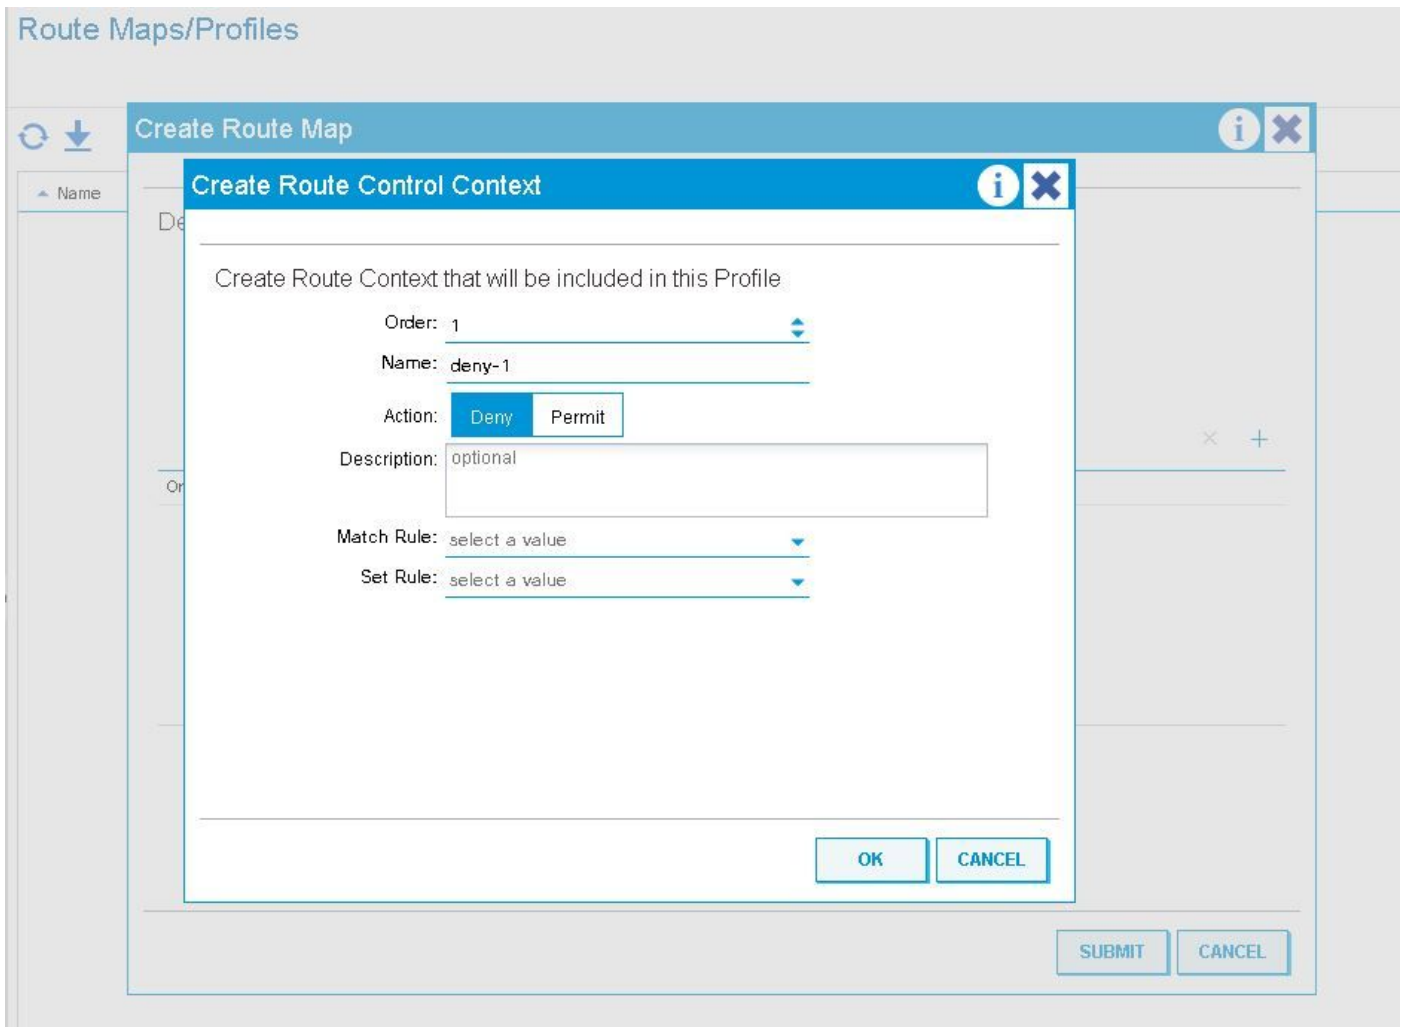 Route Maps/Profiles
Create Route Map
Name
De
Or
Create Route Control Context
Create Route Context that will be included in this Profile
Order: 1
Name: deny-1
Action: Deny Permit
Description: optional
Match Rule: select a value
Set Rule: select a value
OK CANCEL
SUBMIT CANCEL